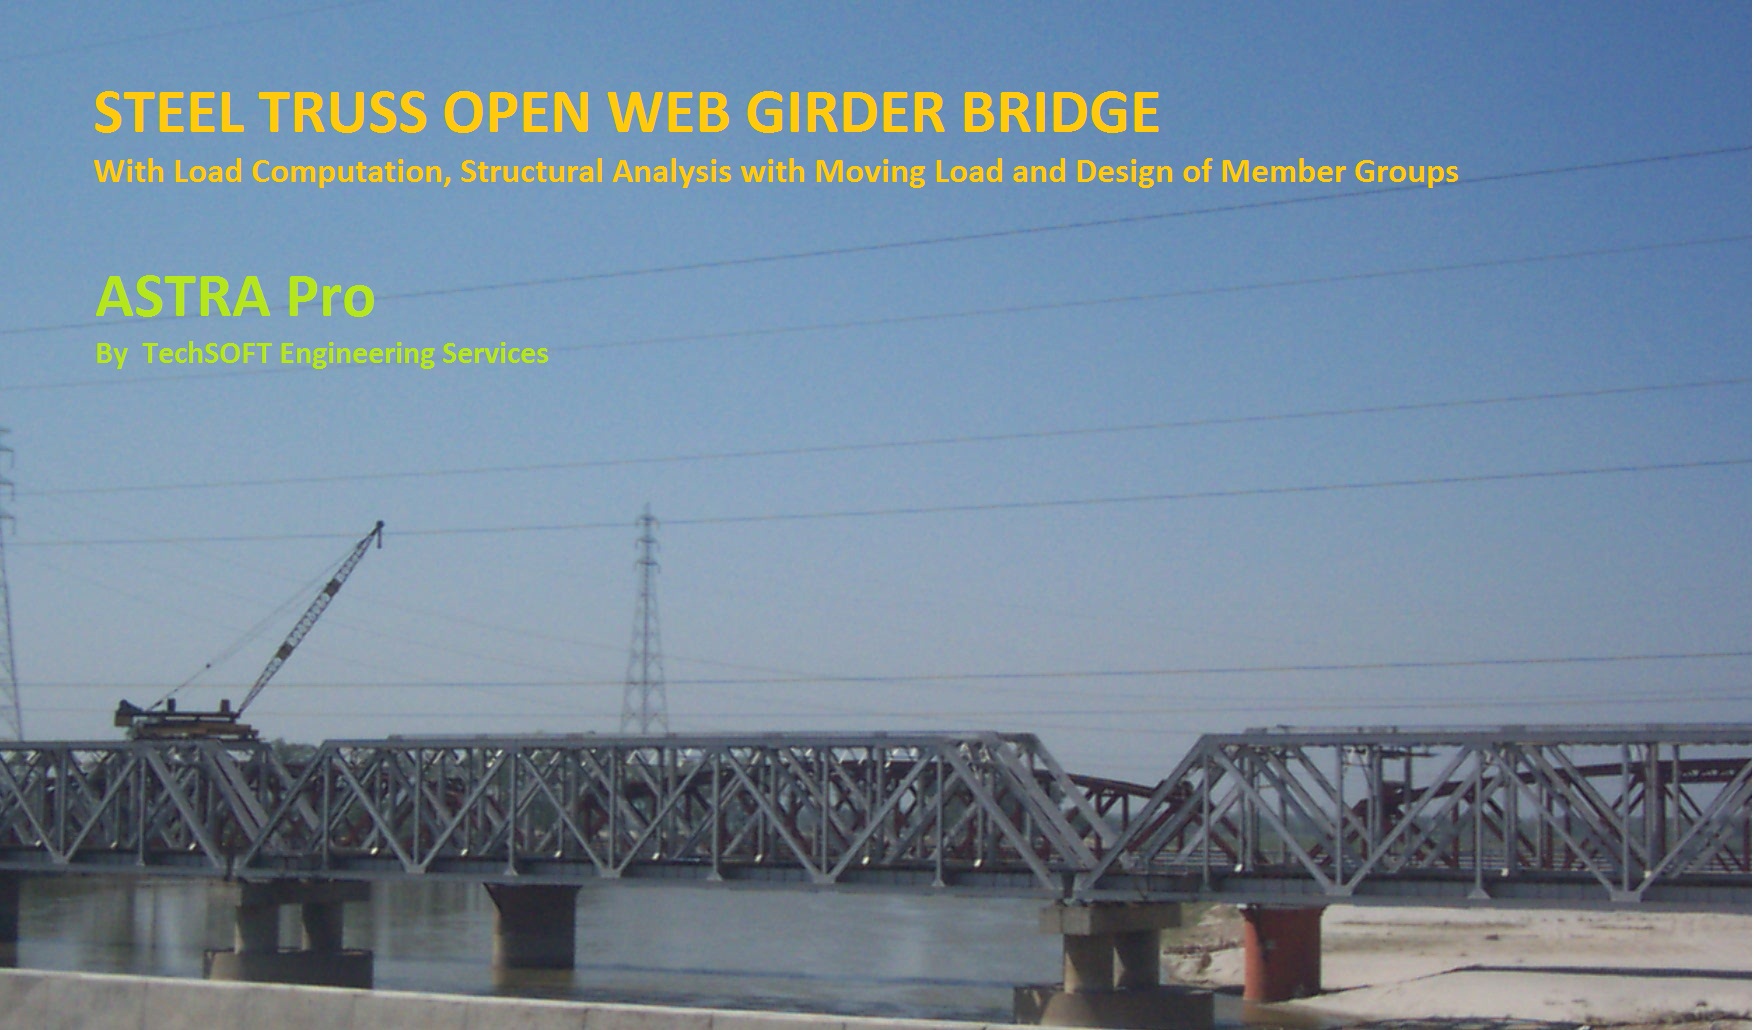 STEEL TRUSS OPEN WEB GIRDER BRIDGE
With Load Computation, Structural Analysis with Moving Load and Design of Member Groups
ASTRA Pro
By  TechSOFT Engineering Services